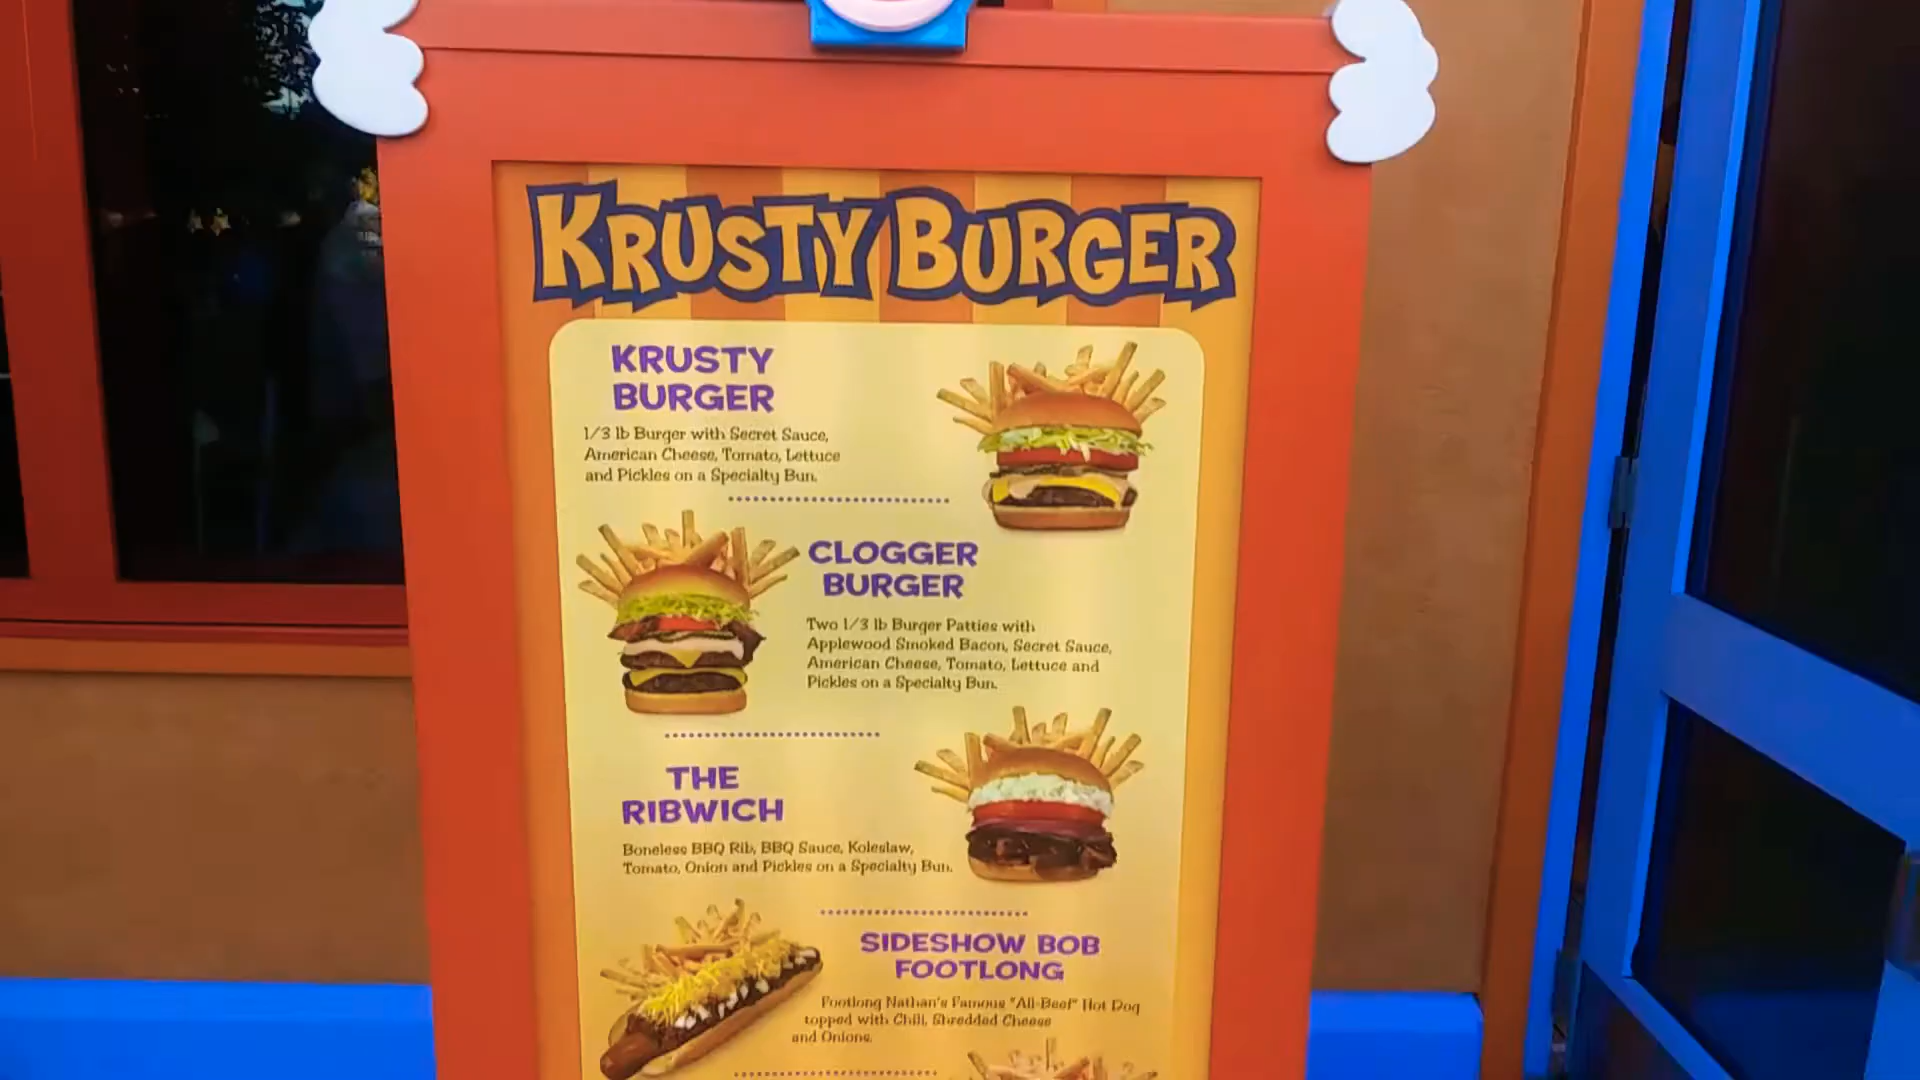 KRUSTY BURGER
KRUSTY
BURGER
1/3 lb Burger with Secret Sauce,
American Cheese, Tomato, Lettuce
and Pickles on a Specialty Bun.
CLOGGER
BURGER
Two 1/3 lb Burger Patties with
Applewood Smoked Bacon, Secret Sauce,
American Cheese, Tomato, Lettuce and
Pickles on a Specialty Bun.
THE
RIBWICH
Boneless BBQ Rib, BBQ Sauce, Koleslaw,
Tomato, Onion and Pickles on a Specialty Bun.
SIDESHOW BOB
FOOTLONG
Footlong Nathan's Famous "All-Beef" Hot Dog
topped with Chili, Shredded Cheese
and Onions.